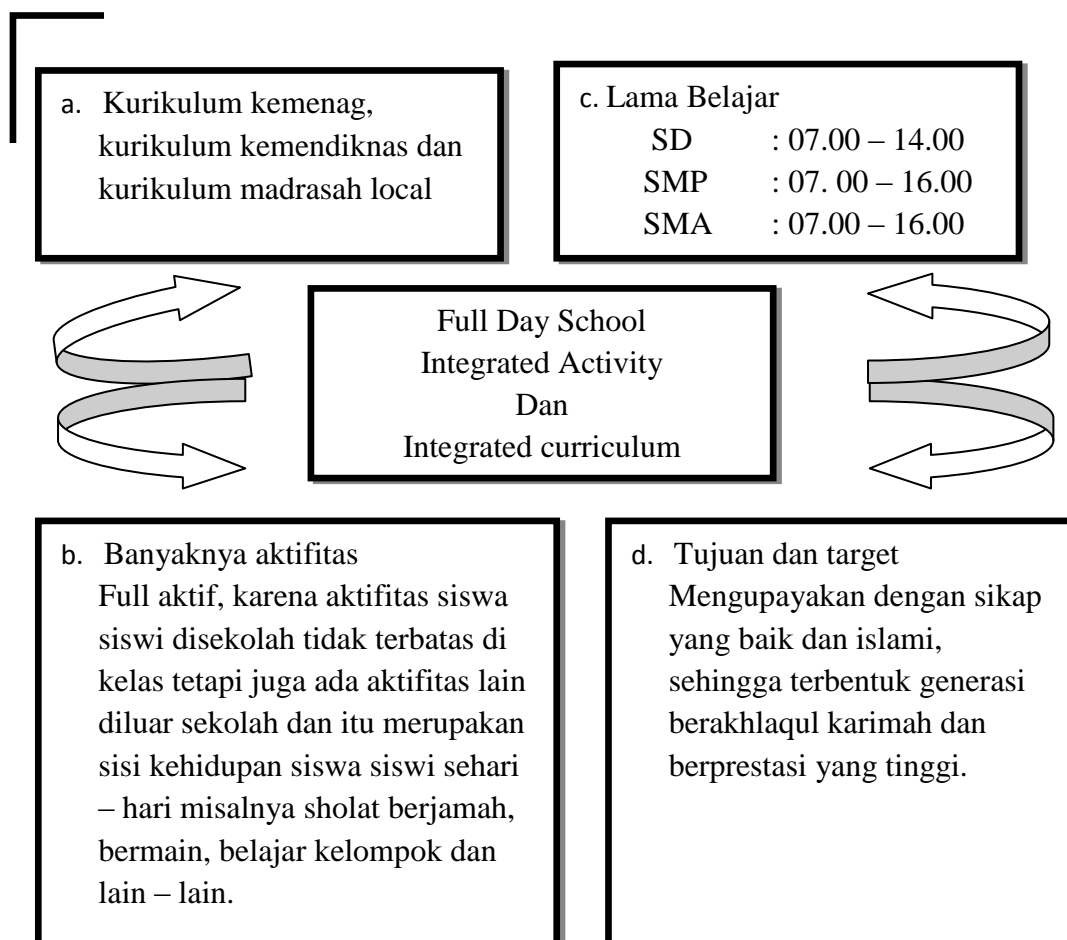 a. Kurikulum kemenag,
kurikulum kemendiknas dan
kurikulum madrasah local
c. Lama Belajar
SD : 07.00 – 14.00
SMP : 07. 00 – 16.00
SMA : 07.00 – 16.00
Full Day School
Integrated Activity
Dan
Integrated curriculum
b. Banyaknya aktifitas
Full aktif, karena aktifitas siswa
siswi disekolah tidak terbatas di
kelas tetapi juga ada aktifitas lain
diluar sekolah dan itu merupakan
sisi kehidupan siswa siswi sehari
– hari misalnya sholat berjamah,
bermain, belajar kelompok dan
lain – lain.
d. Tujuan dan target
Mengupayakan dengan sikap
yang baik dan islami,
sehingga terbentuk generasi
berakhlaqul karimah dan
berprestasi yang tinggi.